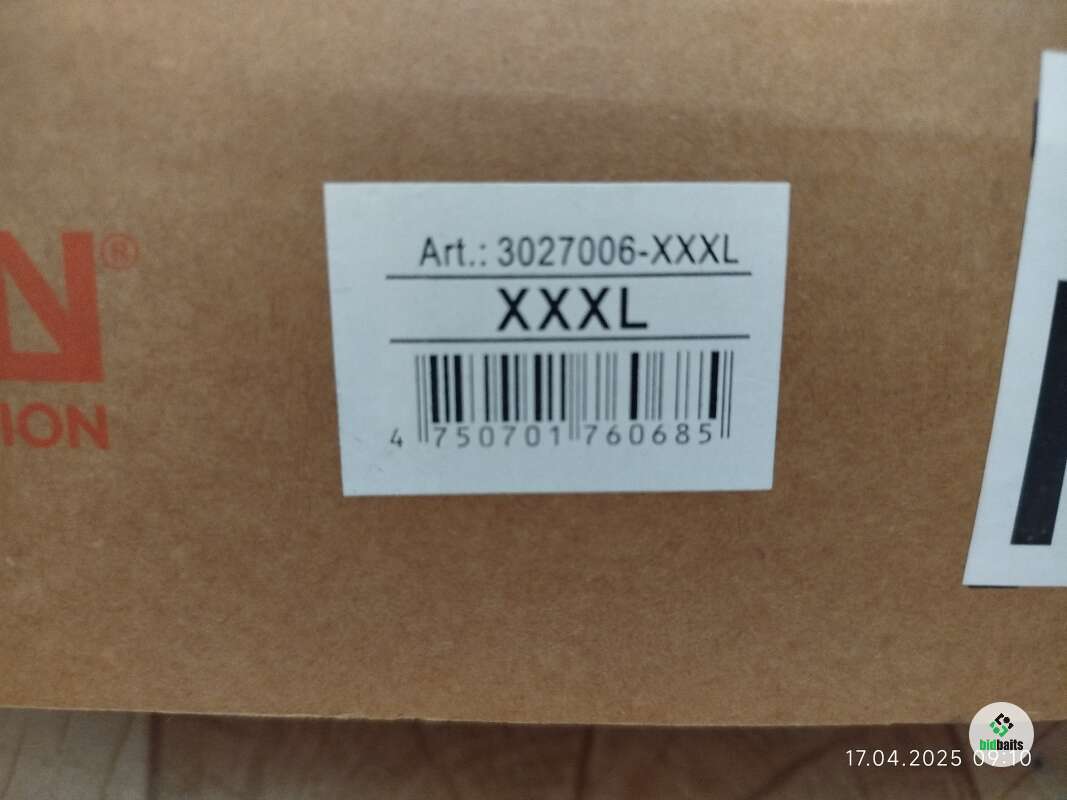 N®
ION
Art.: 3027006-XXXL
XXXL
4 750701 760685
bidbaits
17.04.2025 09:10